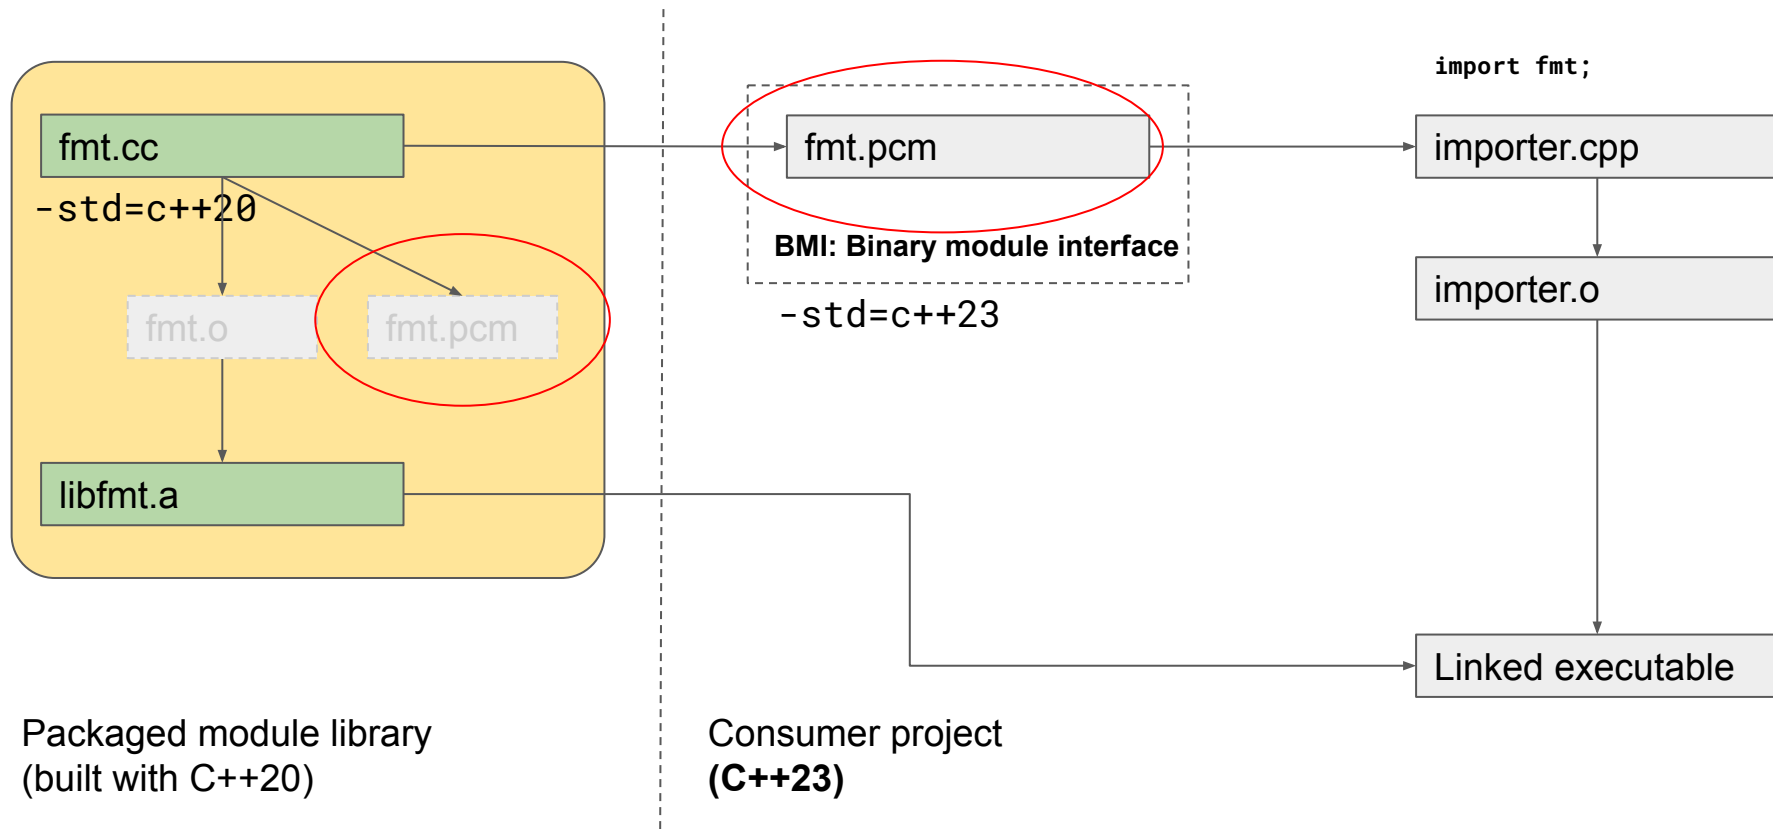 import fmt;
fmt.cc
fmt.pcm
importer.cpp
-std=c++20
BMI: Binary module interface
importer.o
-std=c++23
fmt.o
fmt.pcm
libfmt.a
Linked executable
Packaged module library
(built with C++20)
Consumer project
(C++23)